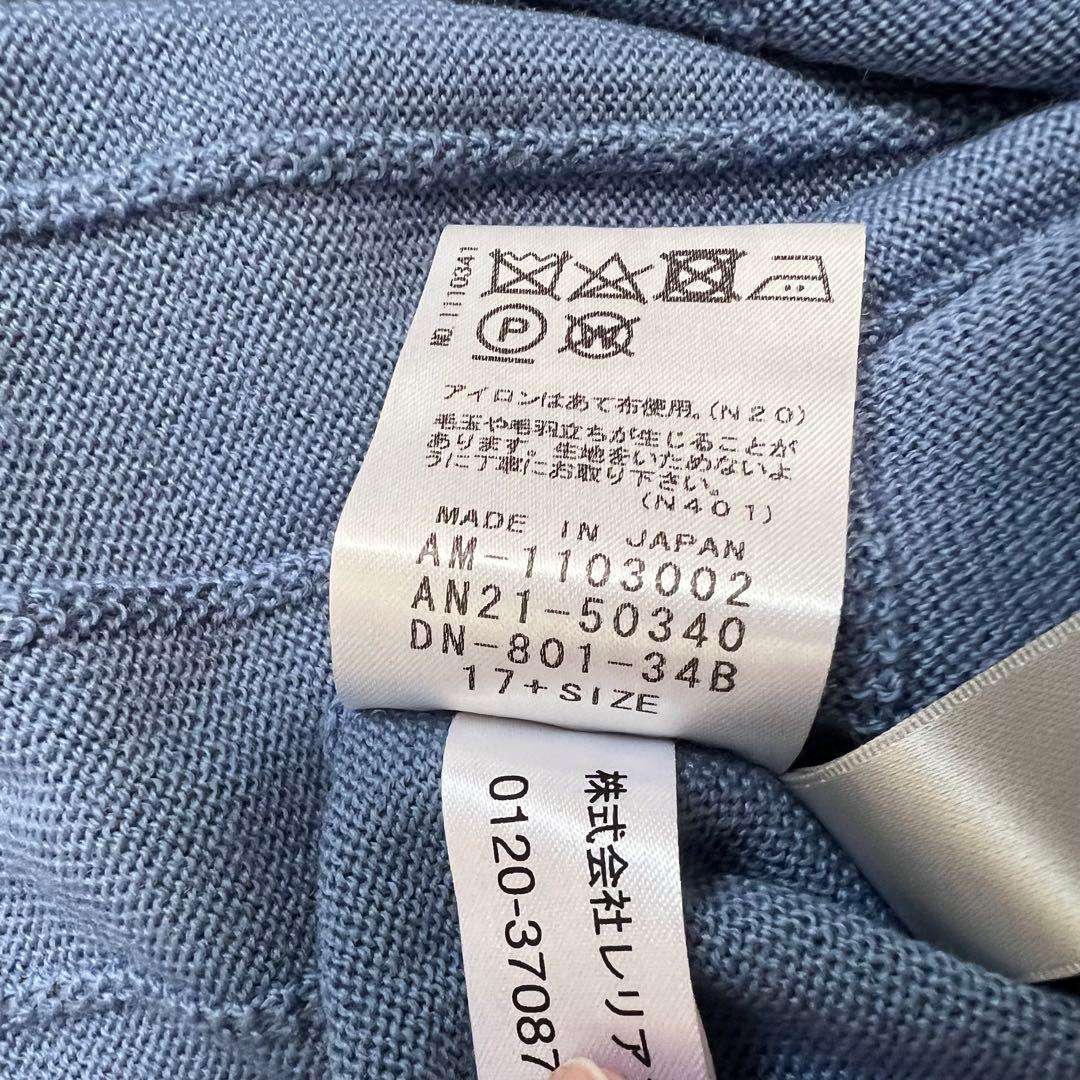 NO.1110341
P
W
アイロンはあて布使用。(N20)
毛玉や毛羽立ちが生じることが
あります。生地をいためないよ
うに丁寧にお取り下さい。
(N401)
MADE IN JAPAN
AM-1103002
AN21-50340
DN-801-34B
17+SIZE
株式会社レリアン
0120-37087